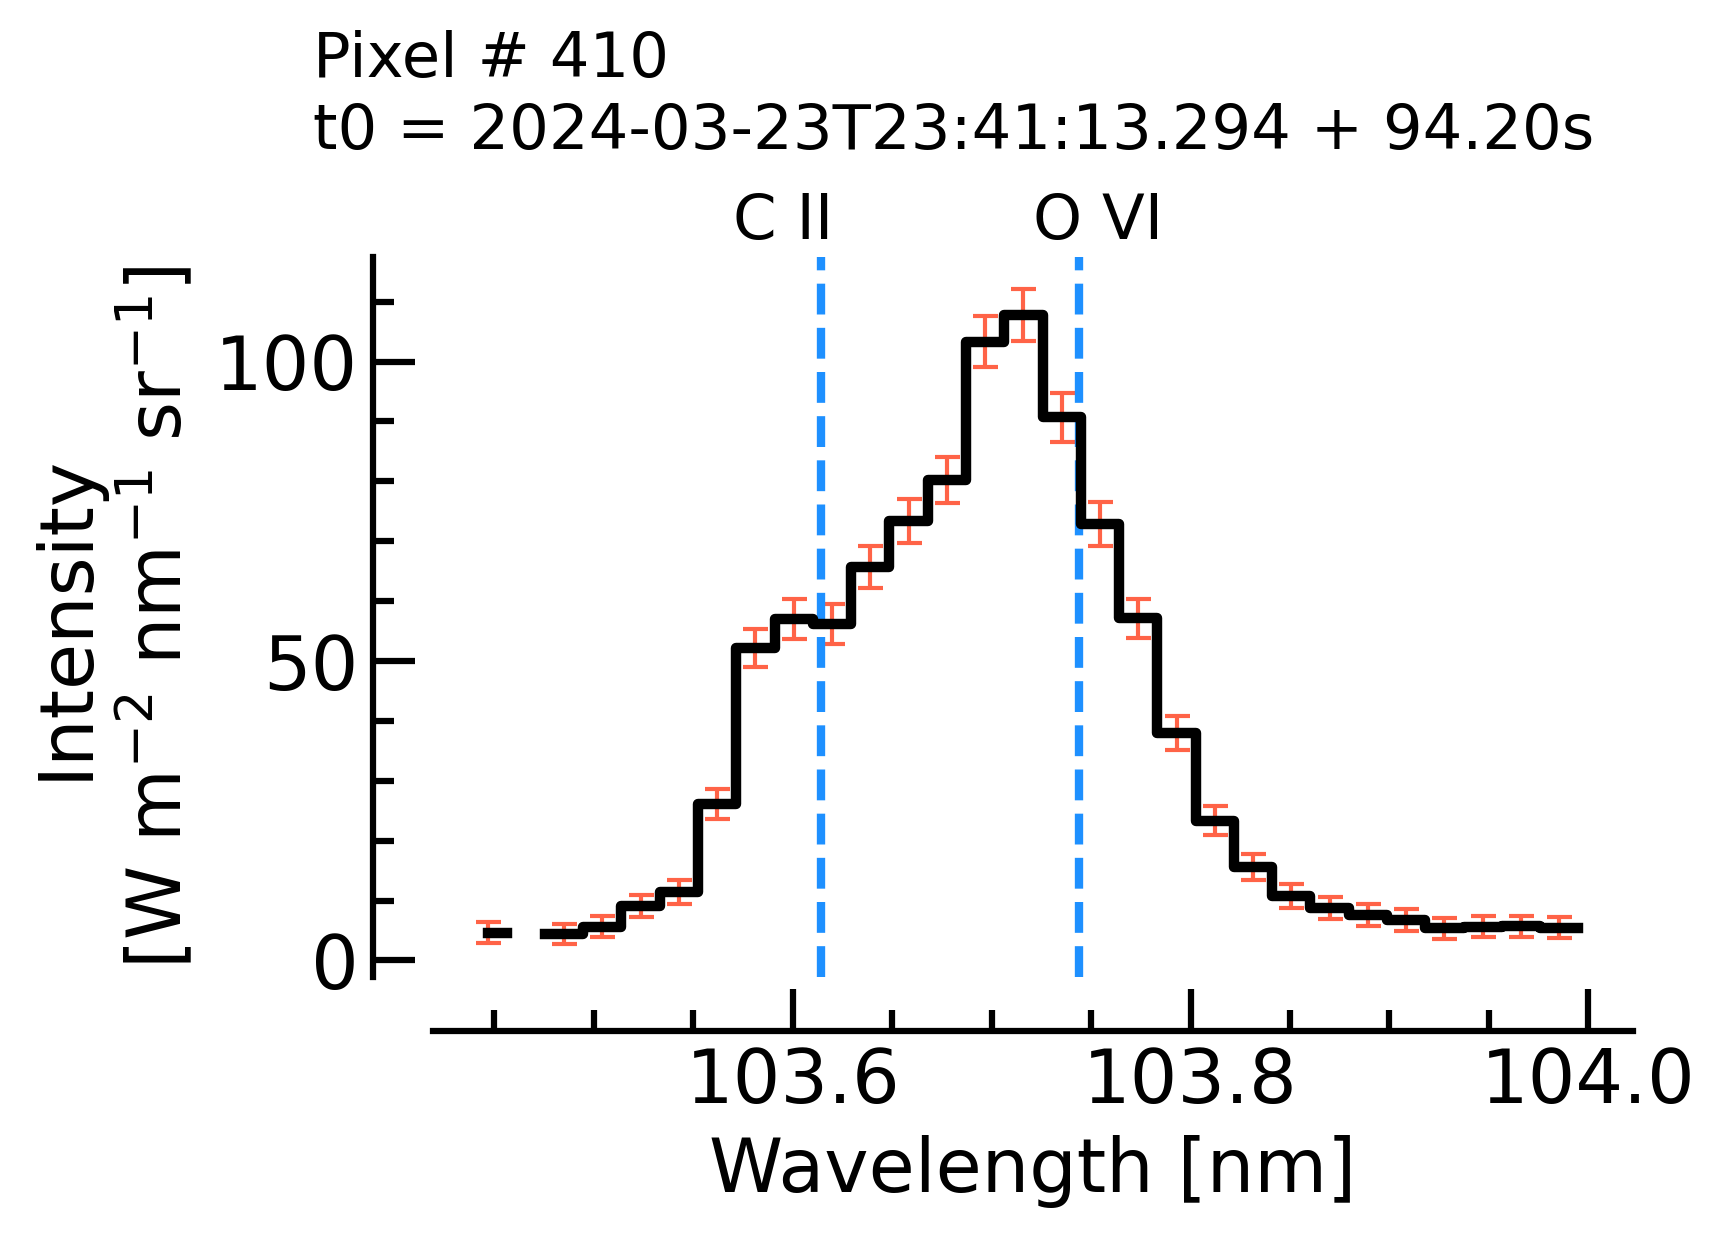 Pixel # 410
t0 = 2024-03-23T23:41:13.294 + 94.20s
C II O VI
Intensity
[W m⁻² nm⁻¹ sr⁻¹]
100
50
0
103.6 103.8 104.0
Wavelength [nm]